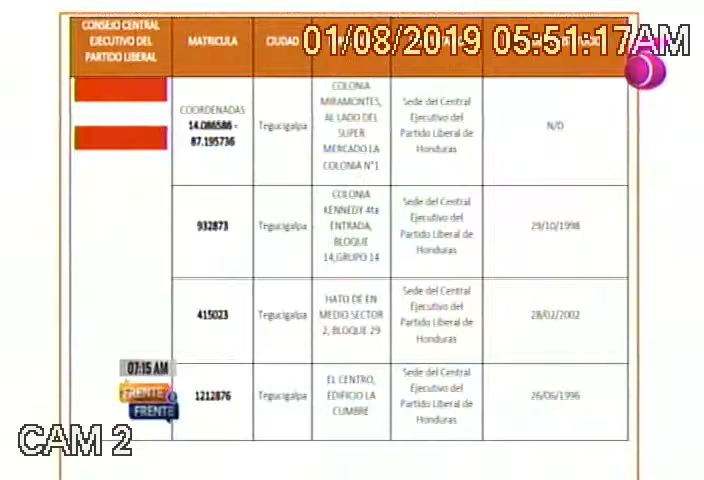 CONSEJO CENTRAL
EJECUTIVO DEL
PARTIDO LIBERAL
MATRICULA
CIUDAD
01/08/2019 05:51:17AM
COORDENADAS
14.086586 -
87.195736
Tegucigalpa
COLONIA
MIRAMONTES,
AL LADO DEL
SUPER
MERCADO LA
COLONIA N°1
Sede del Central
Ejecutivo del
Partido Liberal de
Honduras
N/D
932873
Tegucigalpa
COLONIA
KENNEDY 4ta
ENTRADA,
BLOQUE
14,GRUPO 14
Sede del Central
Ejecutivo del
Partido Liberal de
Honduras
29/10/1998
415023
Tegucigalpa
HATO DE EN
MEDIO SECTOR
2, BLOQUE 29
Sede del Central
Ejecutivo del
Partido Liberal de
Honduras
28/02/2002
1212876
Tegucigalpa
EL CENTRO,
EDIFICIO LA
CUMBRE
Sede del Central
Ejecutivo del
Partido Liberal de
Honduras
26/06/1996
07:15 AM
FRENTE a
FRENTE
CAM 2